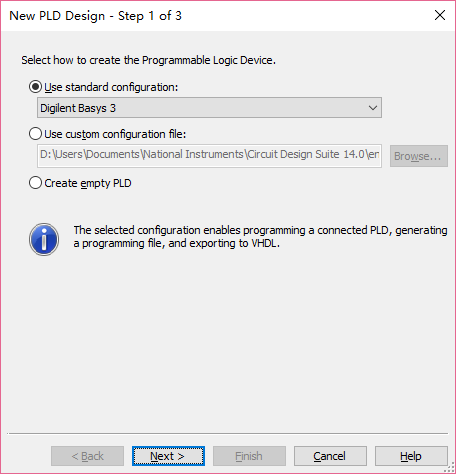 New PLD Design - Step 1 of 3
Select how to create the Programmable Logic Device.
Use standard configuration:
Digilent Basys 3
Use custom configuration file:
D:\Users\Documents\National Instruments\Circuit Design Suite 14.0\en
Browse...
Create empty PLD
The selected configuration enables programming a connected PLD, generating
a programming file, and exporting to VHDL.
< Back
Next >
Finish
Cancel
Help